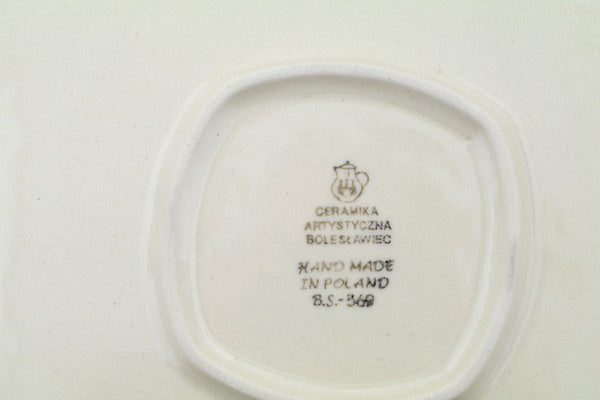 CERAMIKA
ARTYSTYCZNA
BOLESŁAWIEC
HAND MADE
IN POLAND
B.S.-